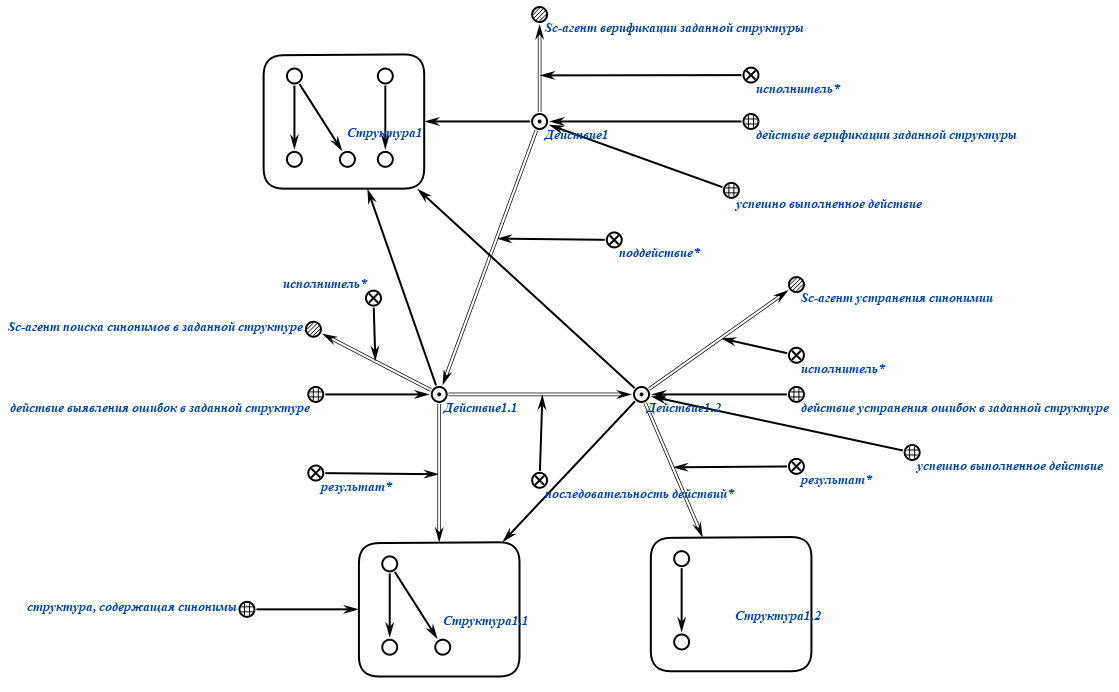 Sc-агент верификации заданной структуры
исполнитель*
Структура1
Действие1
действие верификации заданной структуры
успешно выполненное действие
поддействие*
исполнитель*
Sc-агент устранения синонимии
Sc-агент поиска синонимов в заданной структуре
исполнитель*
действие выявления ошибок в заданной структуре
Действие1.1
Действие1.2
действие устранения ошибок в заданной структуре
успешно выполненное действие
результат*
последовательность действий*
результат*
структура, содержащая синонимы
Структура1.1
Структура1.2